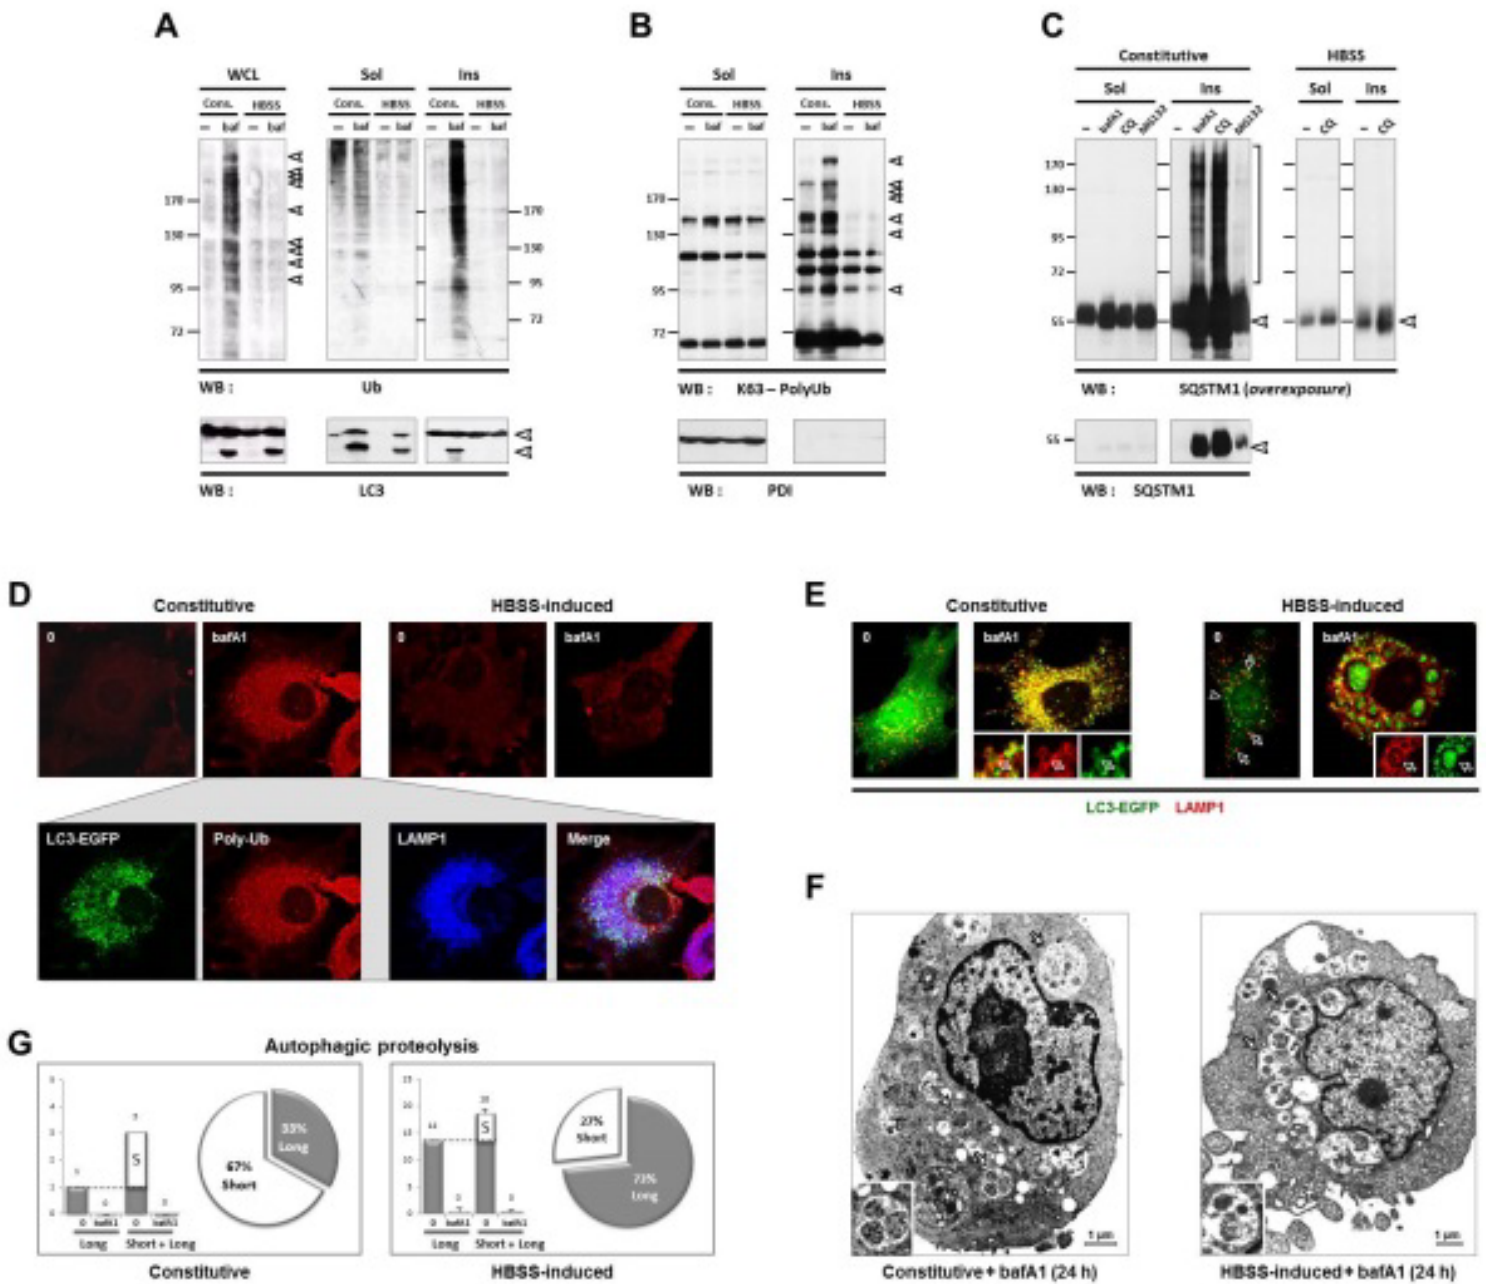 A
WCL Sol Ins
Cons. HBSS Cons. HBSS Cons. HBSS
– baf – baf – baf – baf – baf – baf
170
130
95
72
170
130
95
72
WB : Ub
WB : LC3
B
Sol Ins
Cons. HBSS Cons. HBSS
– baf – baf – baf – baf
170
130
95
72
WB : K63 – PolyUb
WB : PDI
C
Constitutive HBSS
Sol Ins Sol Ins
– bafA1 CQ MG132 – bafA1 CQ MG132 – CQ – CQ
170
130
95
72
55
WB : SQSTM1 (overexposure)
55
WB : SQSTM1
D
Constitutive HBSS-induced
0 bafA1 0 bafA1
LC3-EGFP Poly-Ub LAMP1 Merge
E
Constitutive HBSS-induced
0 bafA1 0 bafA1
LC3-EGFP LAMP1
F
1 µm 1 µm
Constitutive + bafA1 (24 h) HBSS-induced + bafA1 (24 h)
G
Autophagic proteolysis
S
33%
Long
67%
Short
0 bafA1 0 bafA1
Long Short + Long
Constitutive
25
20
15
10
5
0
S
27%
Short
73%
Long
0 bafA1 0 bafA1
Long Short + Long
HBSS-induced